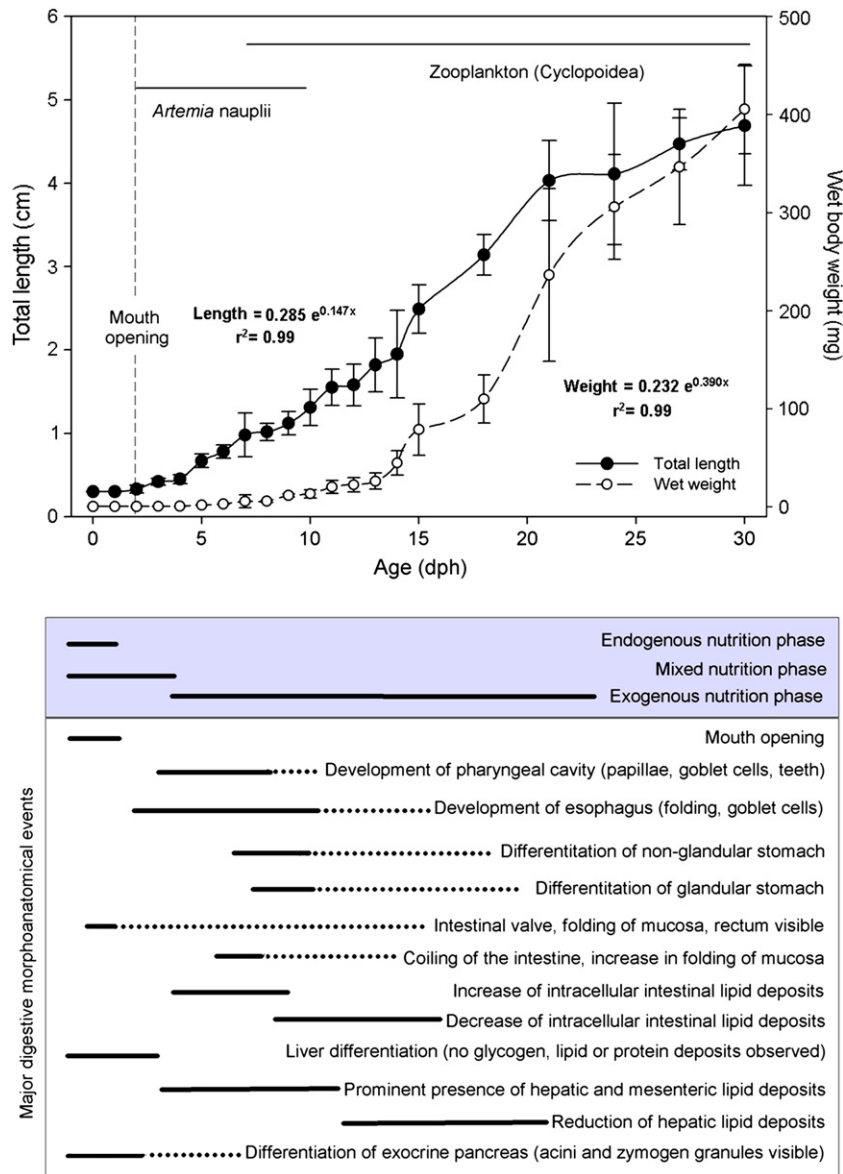 6
5
4
3
2
1
0
Total length (cm)
500
400
300
200
100
0
Wet body weight (mg)
Zooplankton (Cyclopoidea)
Artemia nauplii
Mouth
opening
Length = 0.285 e0.147x
r2= 0.99
Weight = 0.232 e0.390x
r2= 0.99
Total length
Wet weight
0 5 10 15 20 25 30
Age (dph)
Endogenous nutrition phase
Mixed nutrition phase
Exogenous nutrition phase
Major digestive morphoanatomical events
Mouth opening
Development of pharyngeal cavity (papillae, goblet cells, teeth)
Development of esophagus (folding, goblet cells)
Differentitation of non-glandular stomach
Differentitation of glandular stomach
Intestinal valve, folding of mucosa, rectum visible
Coiling of the intestine, increase in folding of mucosa
Increase of intracellular intestinal lipid deposits
Decrease of intracellular intestinal lipid deposits
Liver differentiation (no glycogen, lipid or protein deposits observed)
Prominent presence of hepatic and mesenteric lipid deposits
Reduction of hepatic lipid deposits
Differentiation of exocrine pancreas (acini and zymogen granules visible)